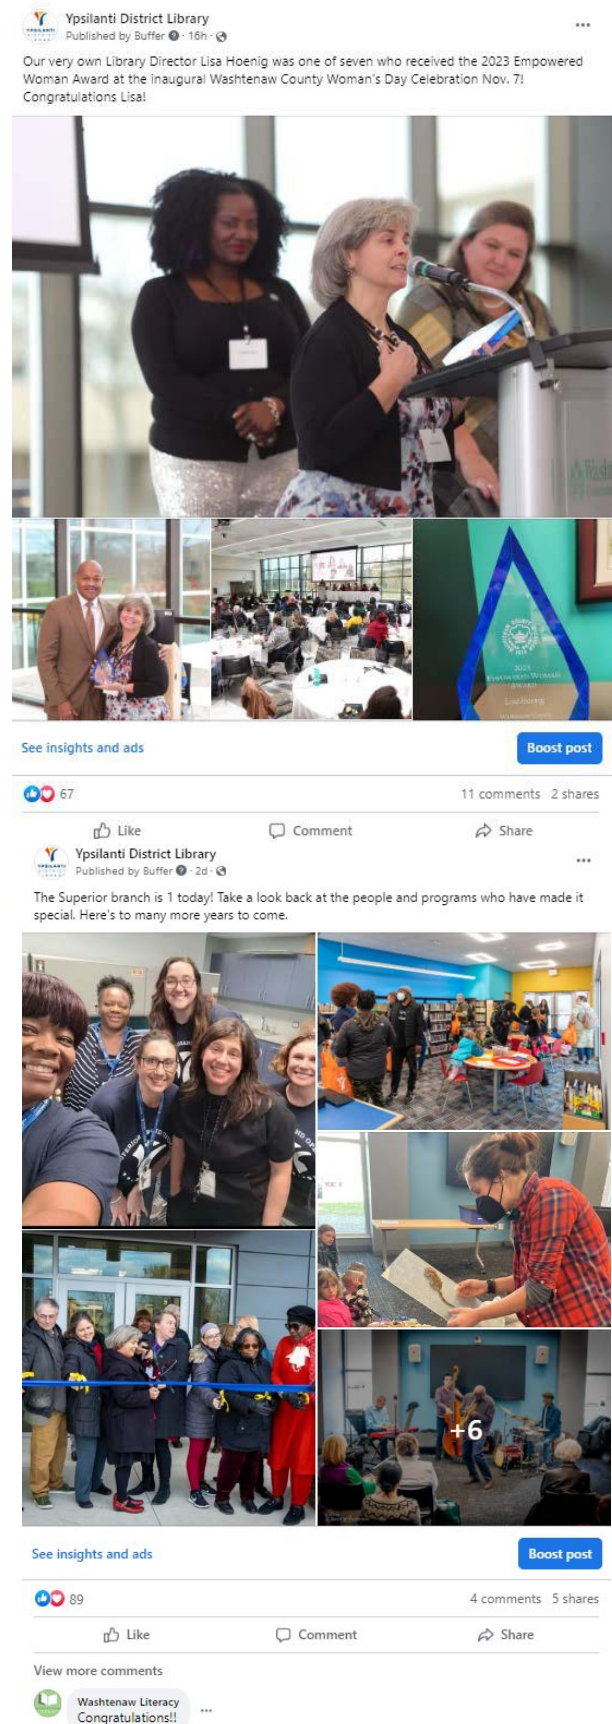 Ypsilanti District Library
Published by Buffer · 16h ·
Our very own Library Director Lisa Hoenig was one of seven who received the 2023 Empowered
Woman Award at the inaugural Washtenaw County Woman's Day Celebration Nov. 7!
Congratulations Lisa!
2023
EMPOWERED WOMAN
AWARD
Lisa Hoenig
See insights and ads
Boost post
67
11 comments 2 shares
Like Comment Share
Ypsilanti District Library
Published by Buffer · 2d ·
The Superior branch is 1 today! Take a look back at the people and programs who have made it
special. Here's to many more years to come.
+6
See insights and ads
Boost post
89
4 comments 5 shares
Like Comment Share
View more comments
Washtenaw Literacy
Congratulations!!